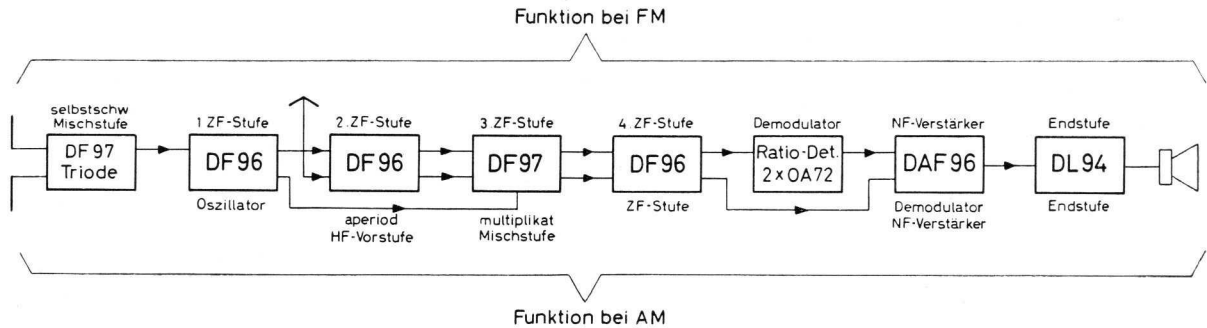 Funktion bei FM
selbstschw
Mischstufe
1.ZF-Stufe
2.ZF-Stufe
3.ZF-Stufe
4.ZF-Stufe
Demodulator
NF-Verstärker
Endstufe
DF97
Triode
DF96
DF96
DF97
DF96
Ratio-Det.
2×OA72
DAF96
DL94
Oszillator
aperiod
HF-Vorstufe
multiplikat
Mischstufe
ZF-Stufe
Demodulator
NF-Verstärker
Endstufe
Funktion bei AM